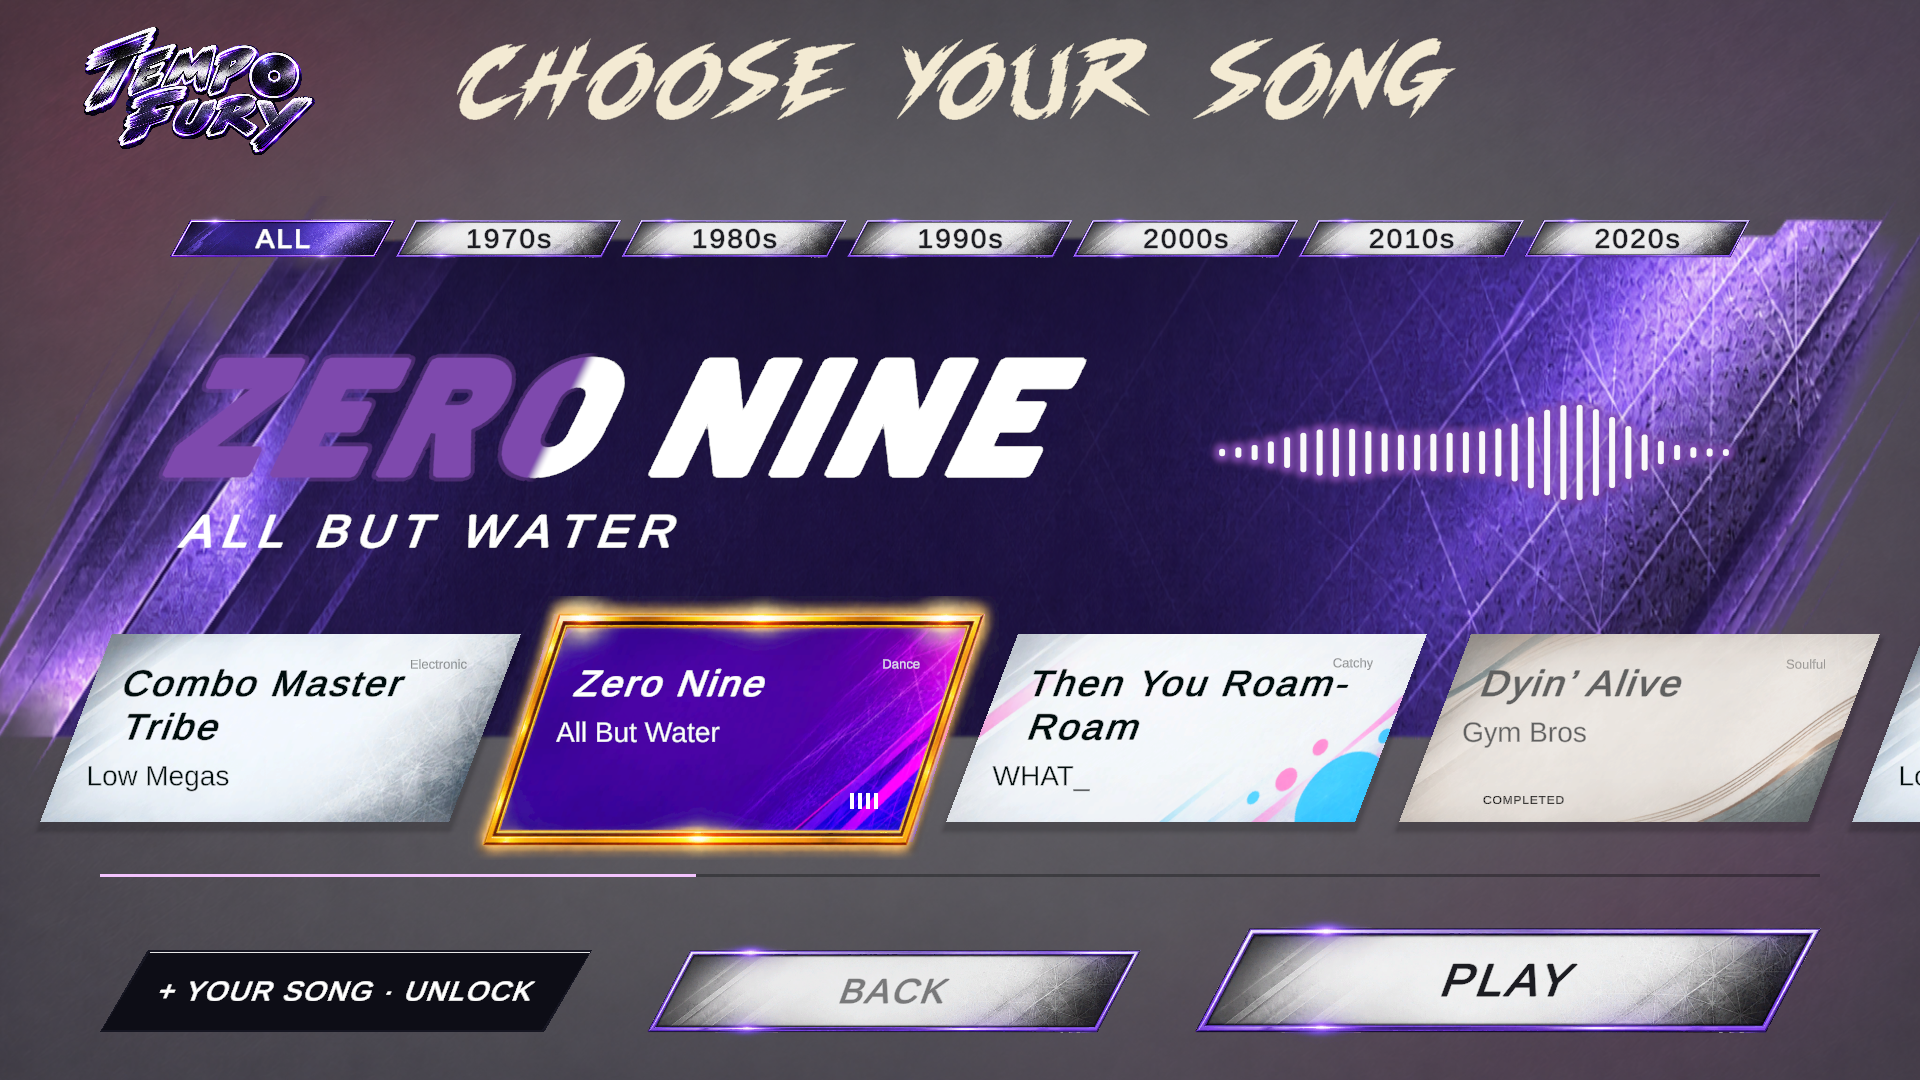 TEMPO
FURY
CHOOSE YOUR SONG
ALL
1970s
1980s
1990s
2000s
2010s
2020s
ZERO NINE
ALL BUT WATER
Electronic
Combo Master
Tribe
Low Megas
Dance
Zero Nine
All But Water
Catchy
Then You Roam-
Roam
WHAT_
Soulful
Dyin’ Alive
Gym Bros
COMPLETED
+ YOUR SONG · UNLOCK
BACK
PLAY